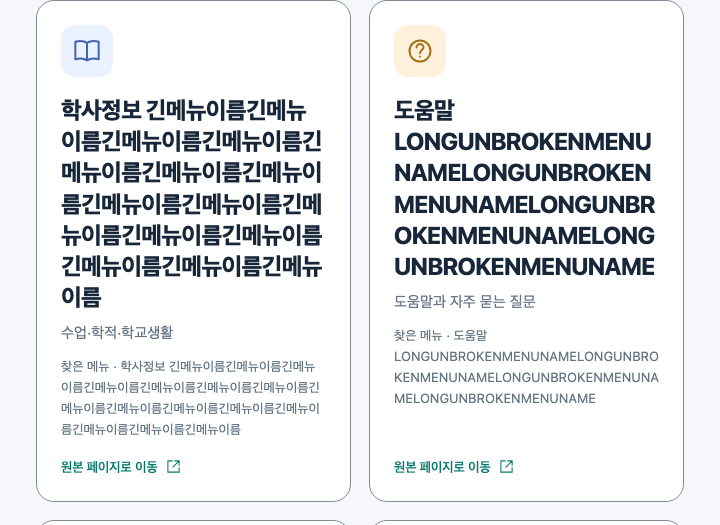 학사정보 긴메뉴이름긴메뉴
이름긴메뉴이름긴메뉴이름긴
메뉴이름긴메뉴이름긴메뉴이
름긴메뉴이름긴메뉴이름긴메
뉴이름긴메뉴이름긴메뉴이름
긴메뉴이름긴메뉴이름긴메뉴
이름
수업·학적·학교생활
찾은 메뉴 · 학사정보 긴메뉴이름긴메뉴이름긴메뉴
이름긴메뉴이름긴메뉴이름긴메뉴이름긴메뉴이름긴
메뉴이름긴메뉴이름긴메뉴이름긴메뉴이름긴메뉴이
름긴메뉴이름긴메뉴이름긴메뉴이름
원본 페이지로 이동
도움말
LONGUNBROKENMENU
NAMELONGUNBROKEN
MENUNAMELONGUNBR
OKENMENUNAMELONG
UNBROKENMENUNAME
도움말과 자주 묻는 질문
찾은 메뉴 · 도움말
LONGUNBROKENMENUNAMELONGUNBRO
KENMENUNAMELONGUNBROKENMENUNA
MELONGUNBROKENMENUNAME
원본 페이지로 이동